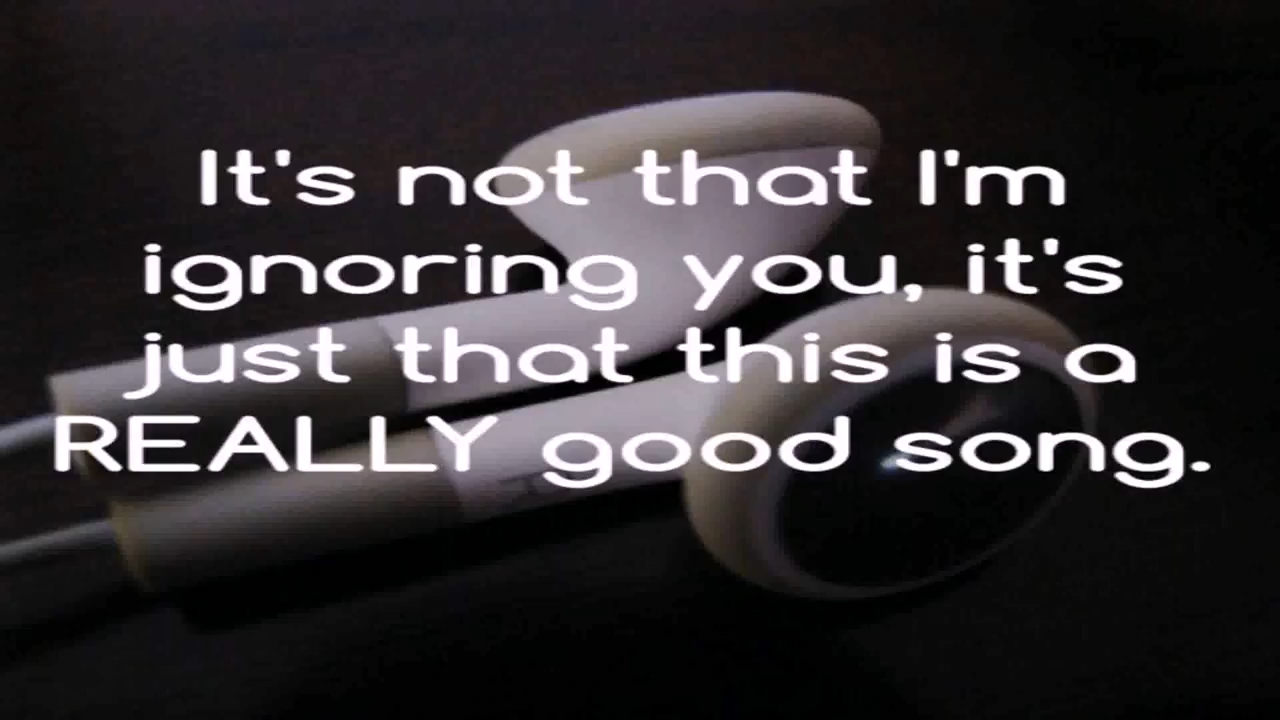 It's not that I'm
ignoring you, it's
just that this is a
REALLY good song.